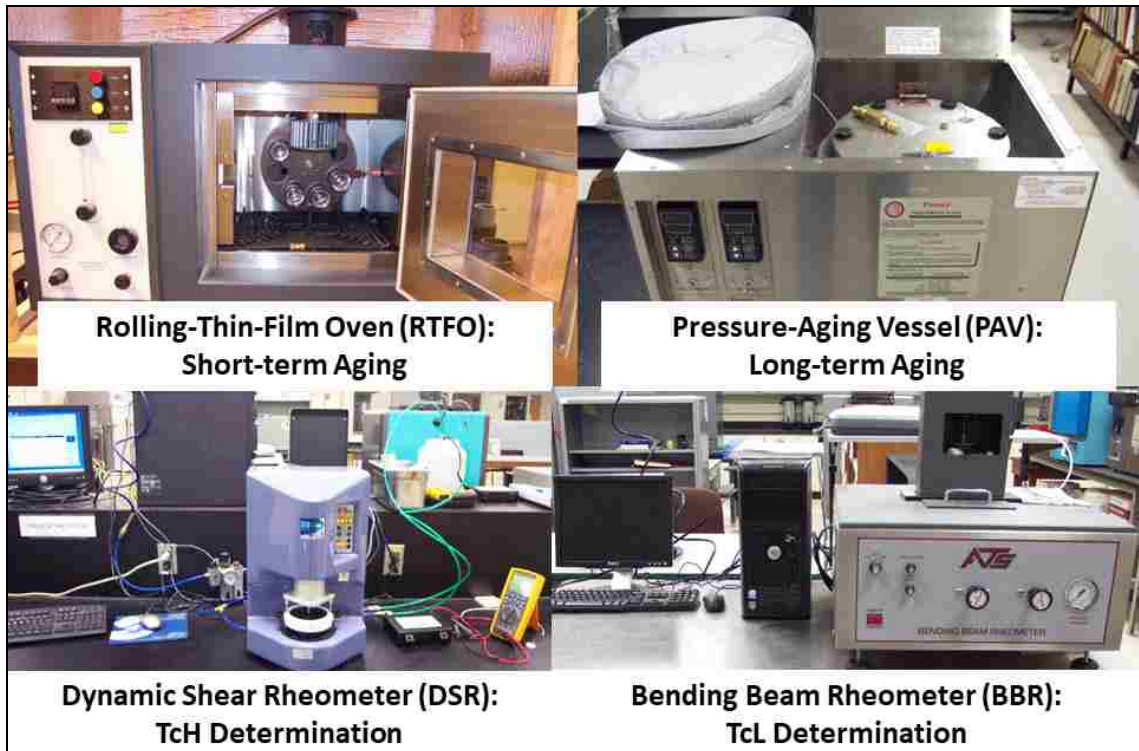 Rolling-Thin-Film Oven (RTFO):
Short-term Aging
Pressure-Aging Vessel (PAV):
Long-term Aging
ATS
BENDING BEAM RHEOMETER
Dynamic Shear Rheometer (DSR):
TcH Determination
Bending Beam Rheometer (BBR):
TcL Determination